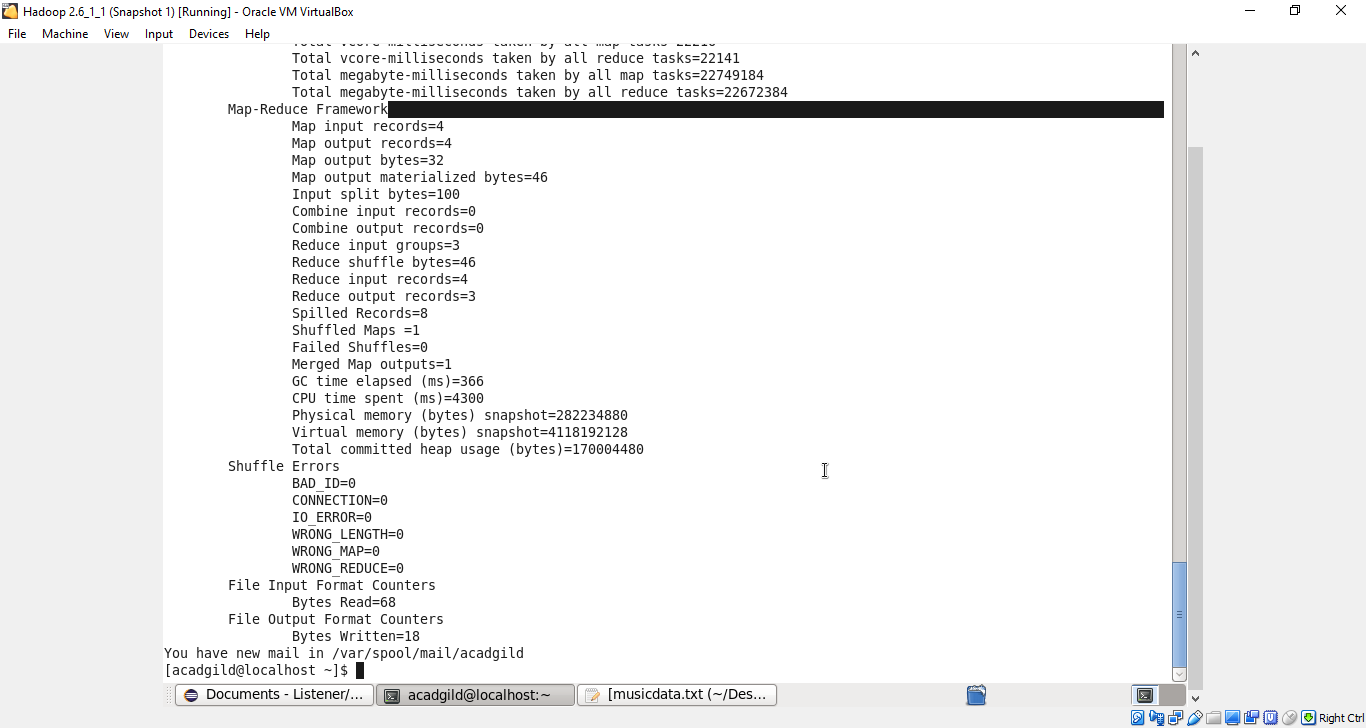 Hadoop 2.6_1_1 (Snapshot 1) [Running] - Oracle VM VirtualBox
File Machine View Input Devices Help
Total vcore-milliseconds taken by all map tasks=22216
Total vcore-milliseconds taken by all reduce tasks=22141
Total megabyte-milliseconds taken by all map tasks=22749184
Total megabyte-milliseconds taken by all reduce tasks=22672384
Map-Reduce Framework
Map input records=4
Map output records=4
Map output bytes=32
Map output materialized bytes=46
Input split bytes=100
Combine input records=0
Combine output records=0
Reduce input groups=3
Reduce shuffle bytes=46
Reduce input records=4
Reduce output records=3
Spilled Records=8
Shuffled Maps =1
Failed Shuffles=0
Merged Map outputs=1
GC time elapsed (ms)=366
CPU time spent (ms)=4300
Physical memory (bytes) snapshot=282234880
Virtual memory (bytes) snapshot=4118192128
Total committed heap usage (bytes)=170004480
Shuffle Errors
BAD_ID=0
CONNECTION=0
IO_ERROR=0
WRONG_LENGTH=0
WRONG_MAP=0
WRONG_REDUCE=0
File Input Format Counters
Bytes Read=68
File Output Format Counters
Bytes Written=18
You have new mail in /var/spool/mail/acadgild
[acadgild@localhost ~]$
Documents - Listener/... acadgild@localhost:~ [musicdata.txt (~/Des...
Right Ctrl